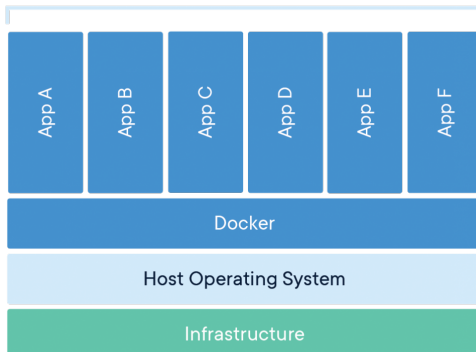 App A
App B
App C
App D
App E
App F
Docker
Host Operating System
Infrastructure